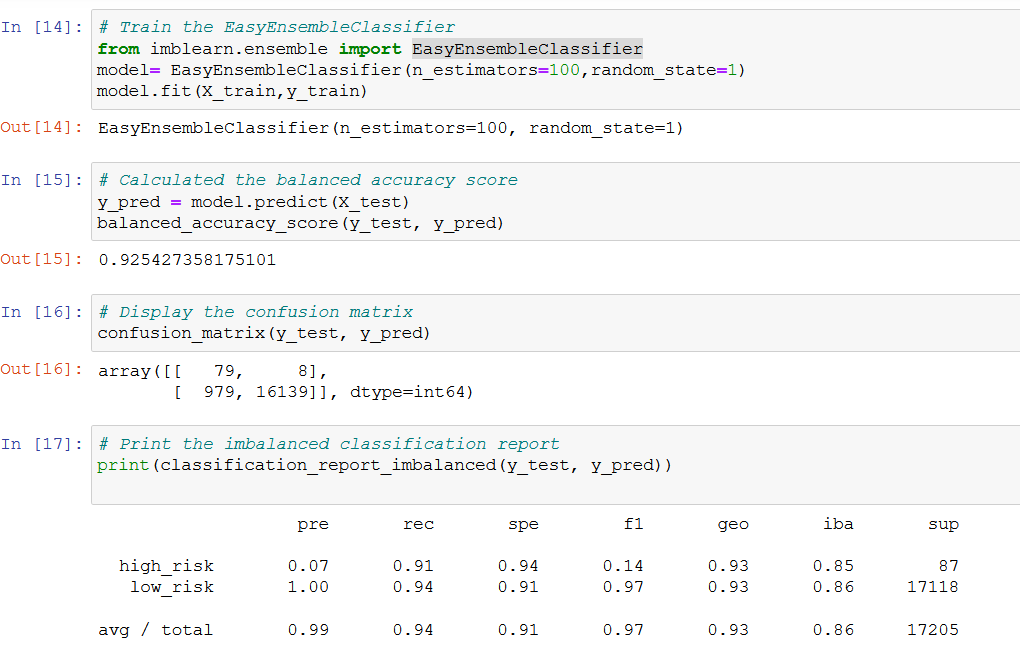 In [14]: # Train the EasyEnsembleClassifier
from imblearn.ensemble import EasyEnsembleClassifier
model= EasyEnsembleClassifier(n_estimators=100,random_state=1)
model.fit(X_train,y_train)
Out[14]: EasyEnsembleClassifier(n_estimators=100, random_state=1)
In [15]: # Calculated the balanced accuracy score
y_pred = model.predict(X_test)
balanced_accuracy_score(y_test, y_pred)
Out[15]: 0.925427358175101
In [16]: # Display the confusion matrix
confusion_matrix(y_test, y_pred)
Out[16]: array([[   79,     8],
[  979, 16139]], dtype=int64)
In [17]: # Print the imbalanced classification report
print(classification_report_imbalanced(y_test, y_pred))
pre rec spe f1 geo iba sup
high_risk 0.07 0.91 0.94 0.14 0.93 0.85 87
low_risk 1.00 0.94 0.91 0.97 0.93 0.86 17118
avg / total 0.99 0.94 0.91 0.97 0.93 0.86 17205